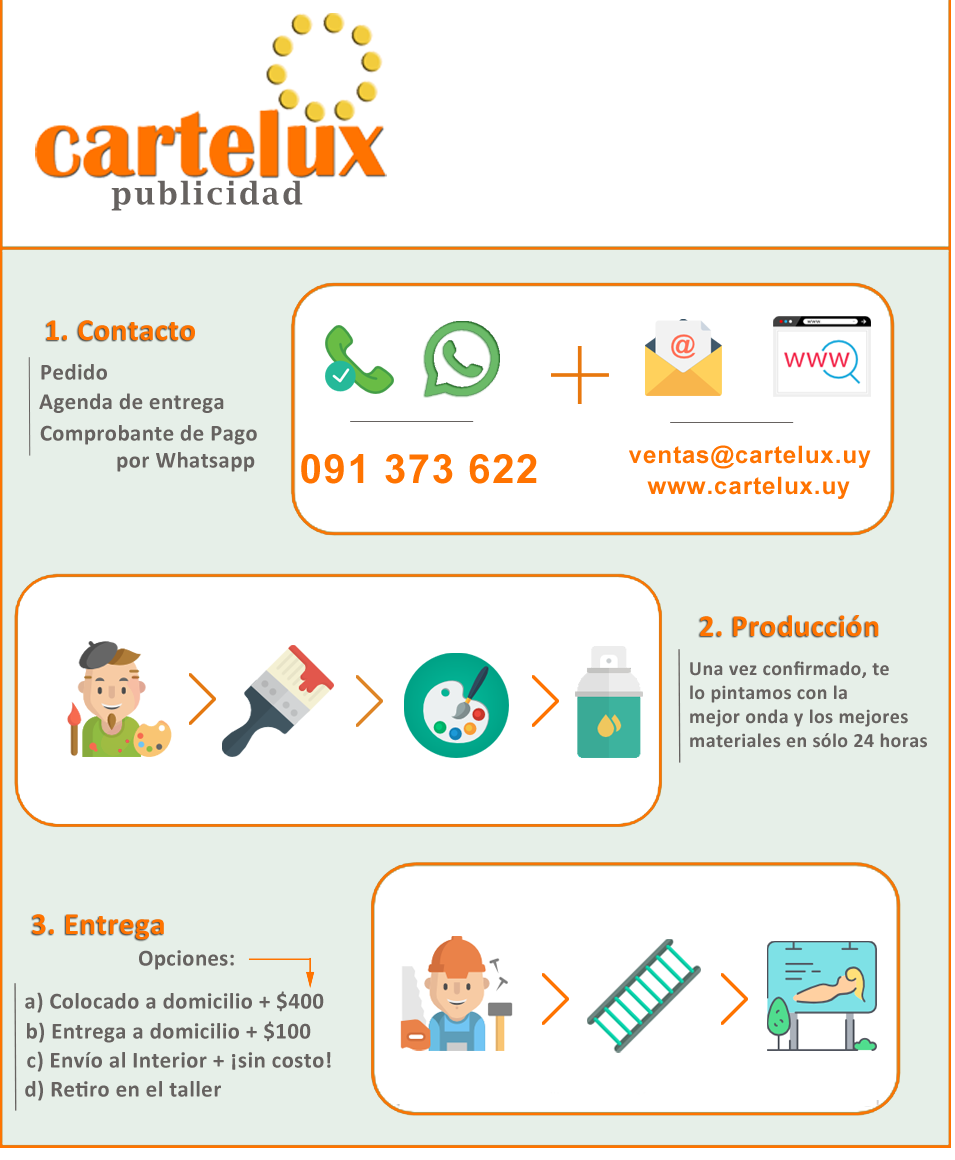 cartelux
publicidad
1. Contacto
Pedido
Agenda de entrega
Comprobante de Pago
por Whatsapp
@
www
www
091 373 622
ventas@cartelux.uy
www.cartelux.uy
2. Producción
Una vez confirmado, te
lo pintamos con la
mejor onda y los mejores
materiales en sólo 24 horas
3. Entrega
Opciones:
a) Colocado a domicilio + $400
b) Entrega a domicilio + $100
c) Envío al Interior + ¡sin costo!
d) Retiro en el taller